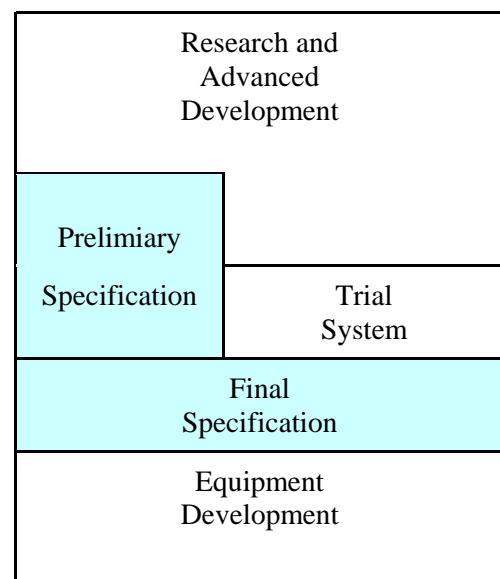 Research and
Advanced
Development
Prelimiary
Specification
Trial
System
Final
Specification
Equipment
Development